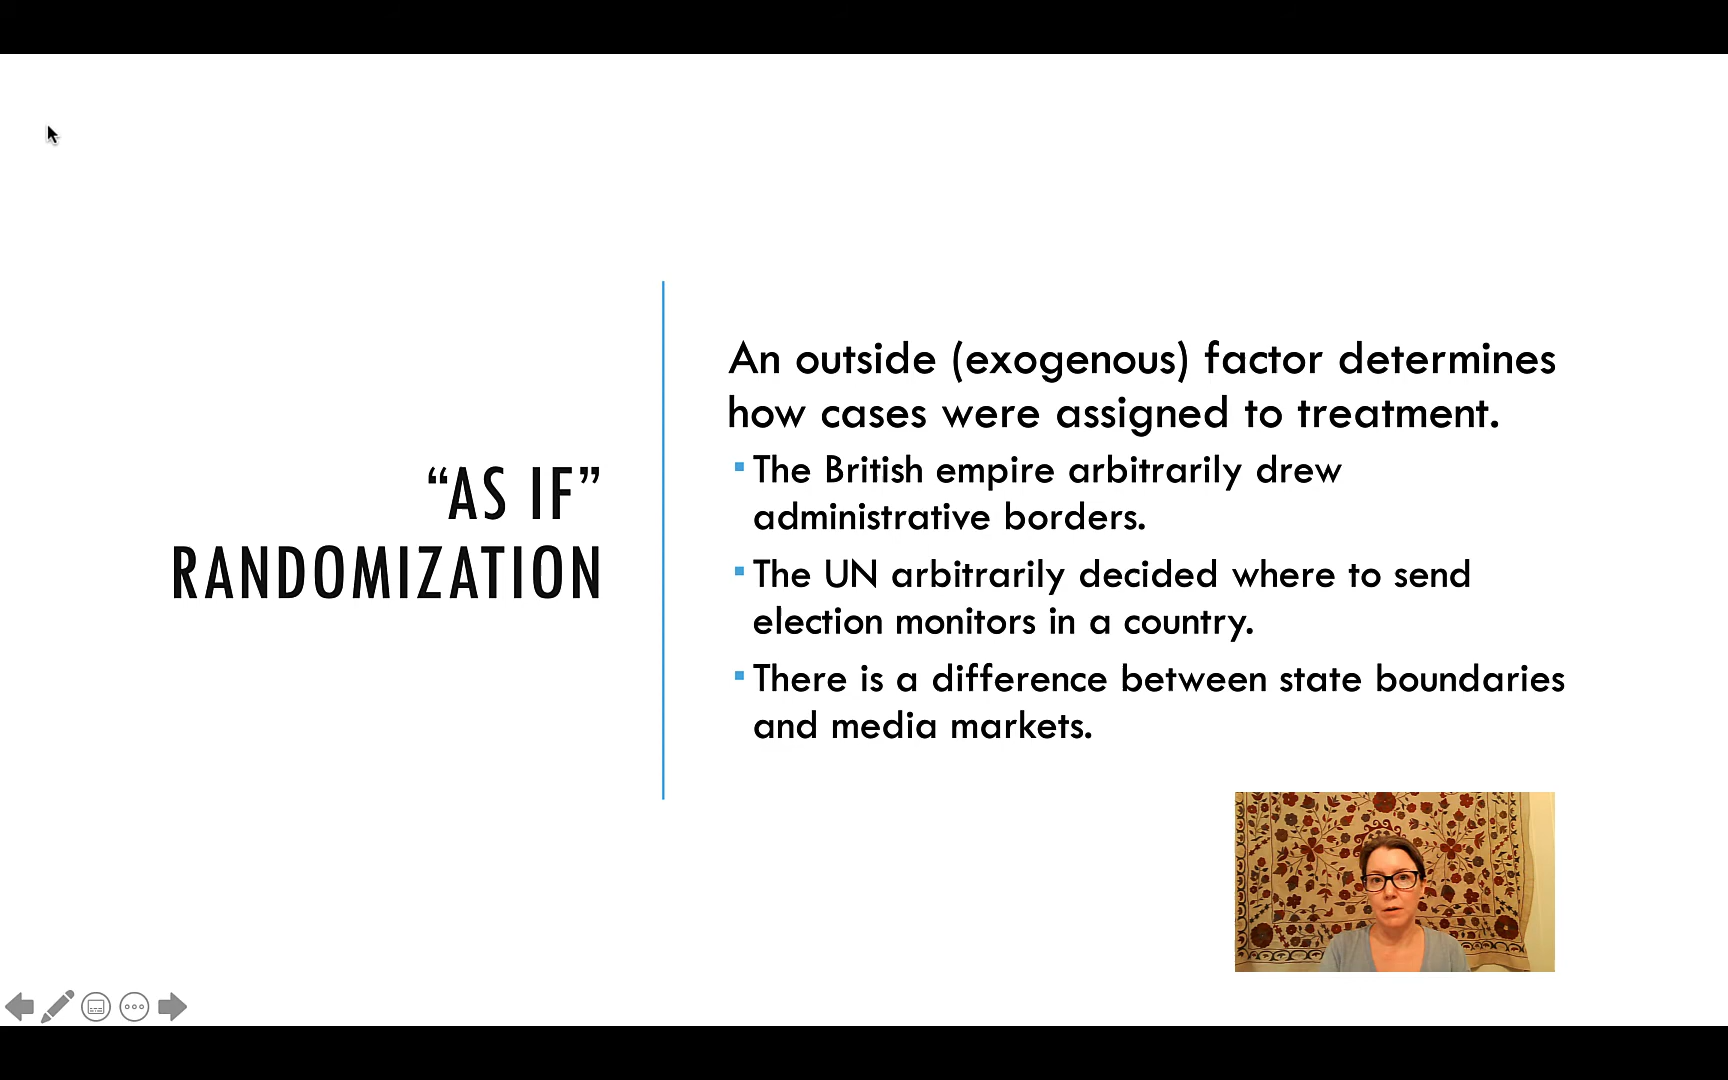 “AS IF”
RANDOMIZATION
An outside (exogenous) factor determines
how cases were assigned to treatment.
▪ The British empire arbitrarily drew
administrative borders.
▪ The UN arbitrarily decided where to send
election monitors in a country.
▪ There is a difference between state boundaries
and media markets.